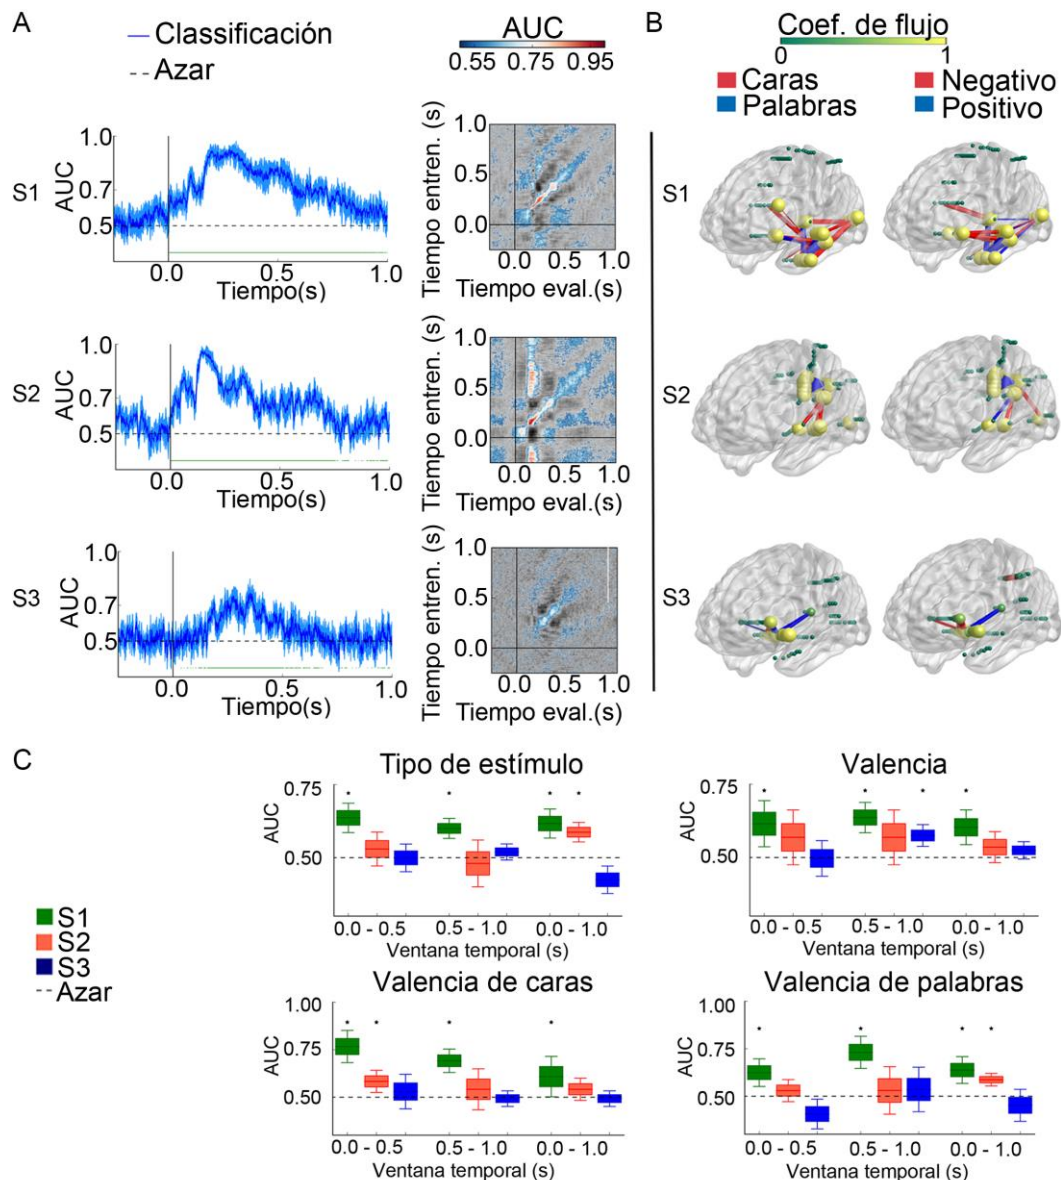 A
Classificación
Azar
AUC
0.55 0.75 0.95
B
Coef. de flujo
0 1
Caras
Palabras
Negativo
Positivo
S1
AUC
1.0
0.7
0.5
0.0 0.5 1.0
Tiempo(s)
Tiempo entren. (s)
1.0
0.5
0.0
0.0 0.5 1.0
Tiempo eval.(s)
S1
S2
AUC
1.0
0.7
0.5
0.0 0.5 1.0
Tiempo(s)
Tiempo entren. (s)
1.0
0.5
0.0
0.0 0.5 1.0
Tiempo eval.(s)
S2
S3
AUC
1.0
0.7
0.5
0.0 0.5 1.0
Tiempo(s)
Tiempo entren. (s)
1.0
0.5
0.0
0.0 0.5 1.0
Tiempo eval.(s)
S3
C
S1
S2
S3
Azar
Tipo de estímulo
AUC
0.75
0.50
* * * *
0.0 - 0.5 0.5 - 1.0 0.0 - 1.0
Ventana temporal (s)
Valencia
AUC
0.75
0.50
* * * *
0.0 - 0.5 0.5 - 1.0 0.0 - 1.0
Ventana temporal (s)
Valencia de caras
AUC
1.00
0.75
0.50
* * * *
0.0 - 0.5 0.5 - 1.0 0.0 - 1.0
Ventana temporal (s)
Valencia de palabras
AUC
1.00
0.75
0.50
* * * *
0.0 - 0.5 0.5 - 1.0 0.0 - 1.0
Ventana temporal (s)